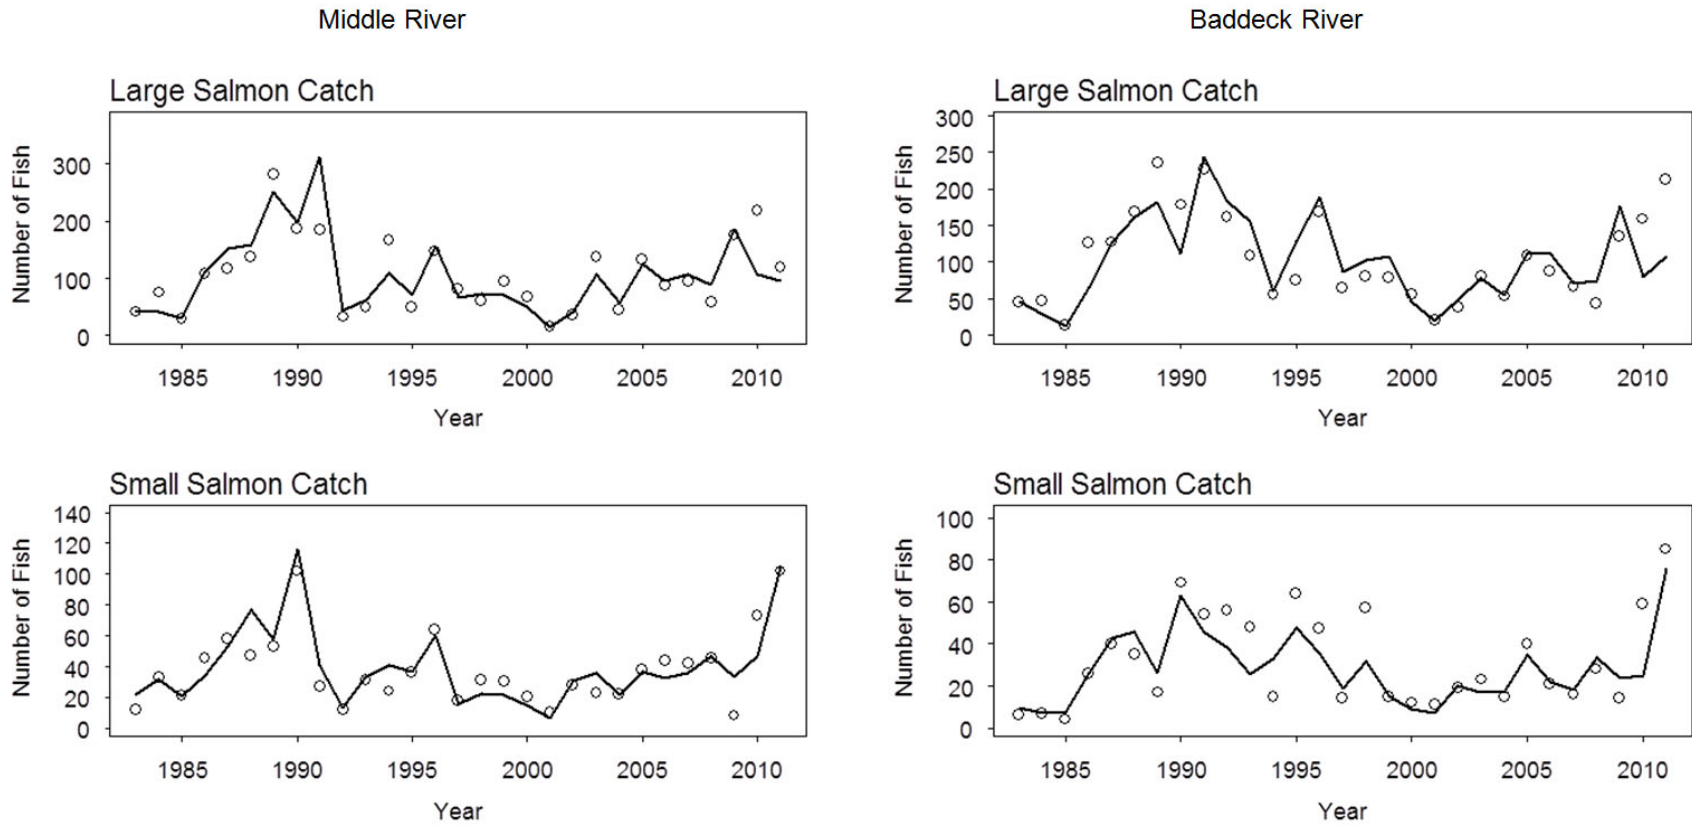 Middle River
Baddeck River
Large Salmon Catch
Number of Fish
300
200
100
0
1985 1990 1995 2000 2005 2010
Year
Large Salmon Catch
Number of Fish
300
250
200
150
100
50
0
1985 1990 1995 2000 2005 2010
Year
Small Salmon Catch
Number of Fish
140
120
100
80
60
40
20
0
1985 1990 1995 2000 2005 2010
Year
Small Salmon Catch
Number of Fish
100
80
60
40
20
0
1985 1990 1995 2000 2005 2010
Year